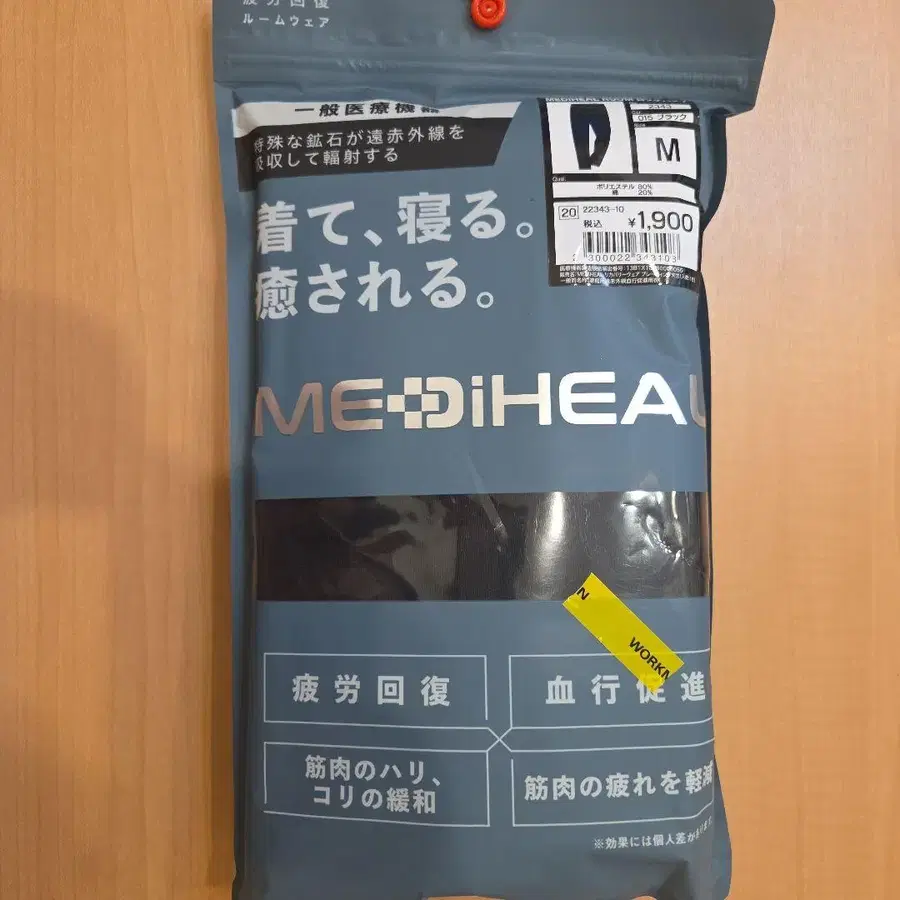 疲労回復
ルームウェア
一般医療機器
特殊な鉱石が遠赤外線を
吸収して輻射する
着て、寝る。
癒される。
MEDIHEAL ROOM
2343
015 ブラック
M
ポリエステル 80%
綿 20%
20 22343-10
税込 ¥1,900
2300022343103
MEDiHEAL
N WORKM
疲労回復
血行促進
筋肉のハリ、
コリの緩和
筋肉の疲れを軽減
※効果には個人差が